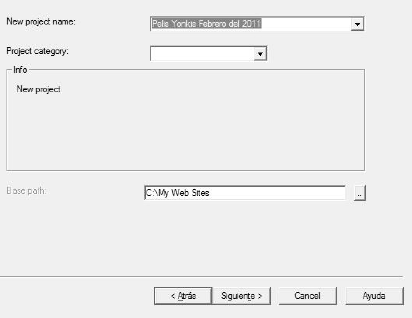 New project name:
Pelis Yonkis Febrero del 2011
Project category:
Info
New project
Base path:
C:\My Web Sites
..
< Atrás
Siguiente >
Cancel
Ayuda